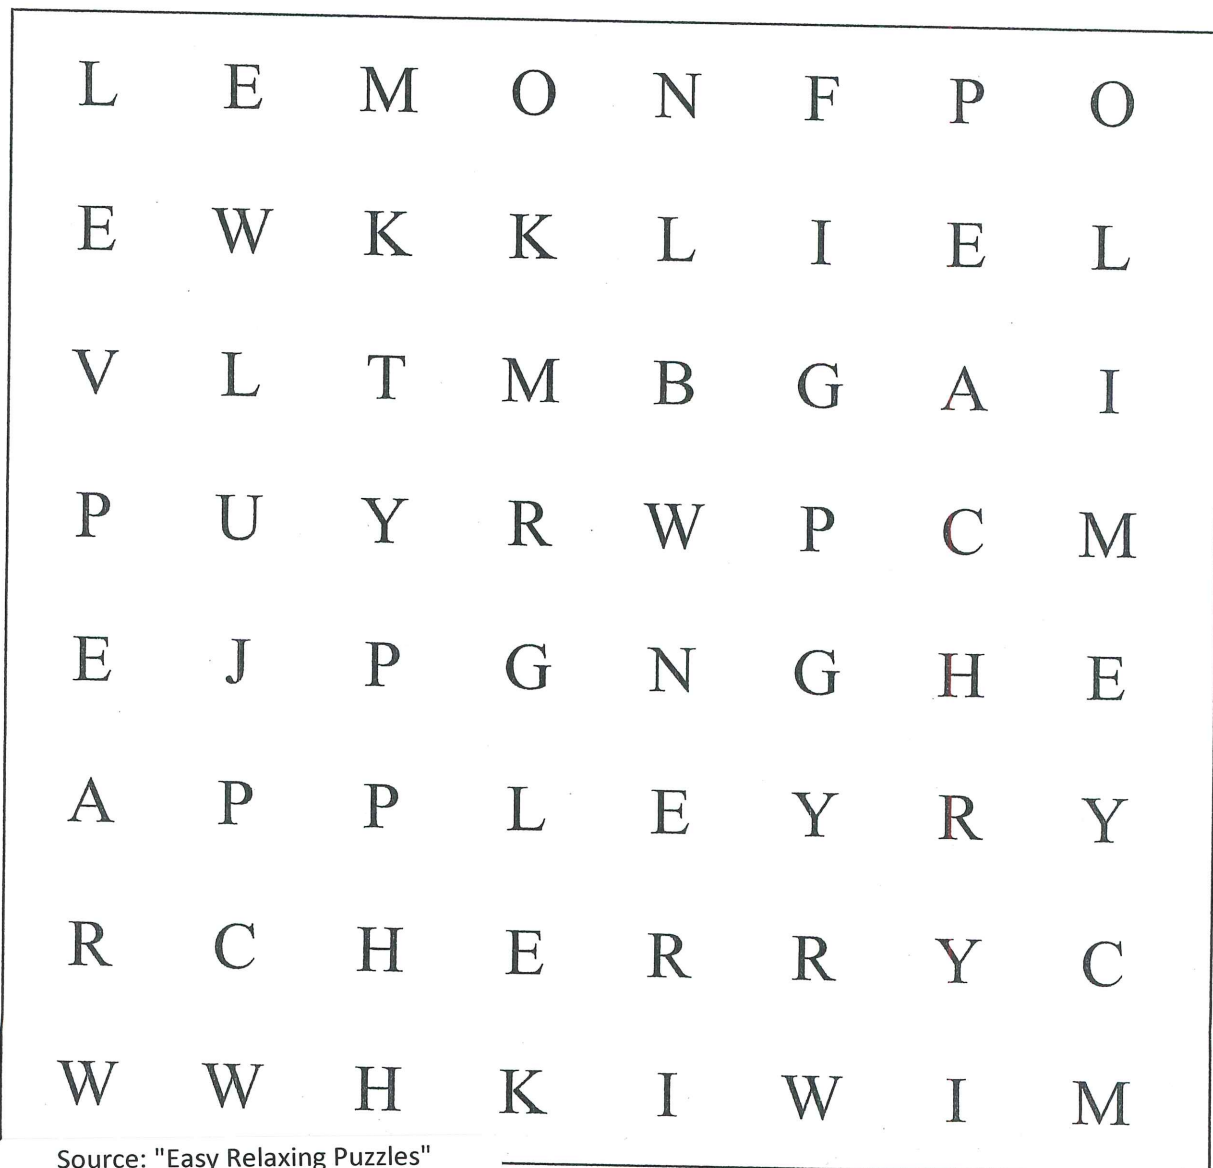 L E M O N F P O
E W K K L I E L
V L T M B G A I
P U Y R W P C M
E J P G N G H E
A P P L E Y R Y
R C H E R R Y C
W W H K I W I M
Source: "Easy Relaxing Puzzles"